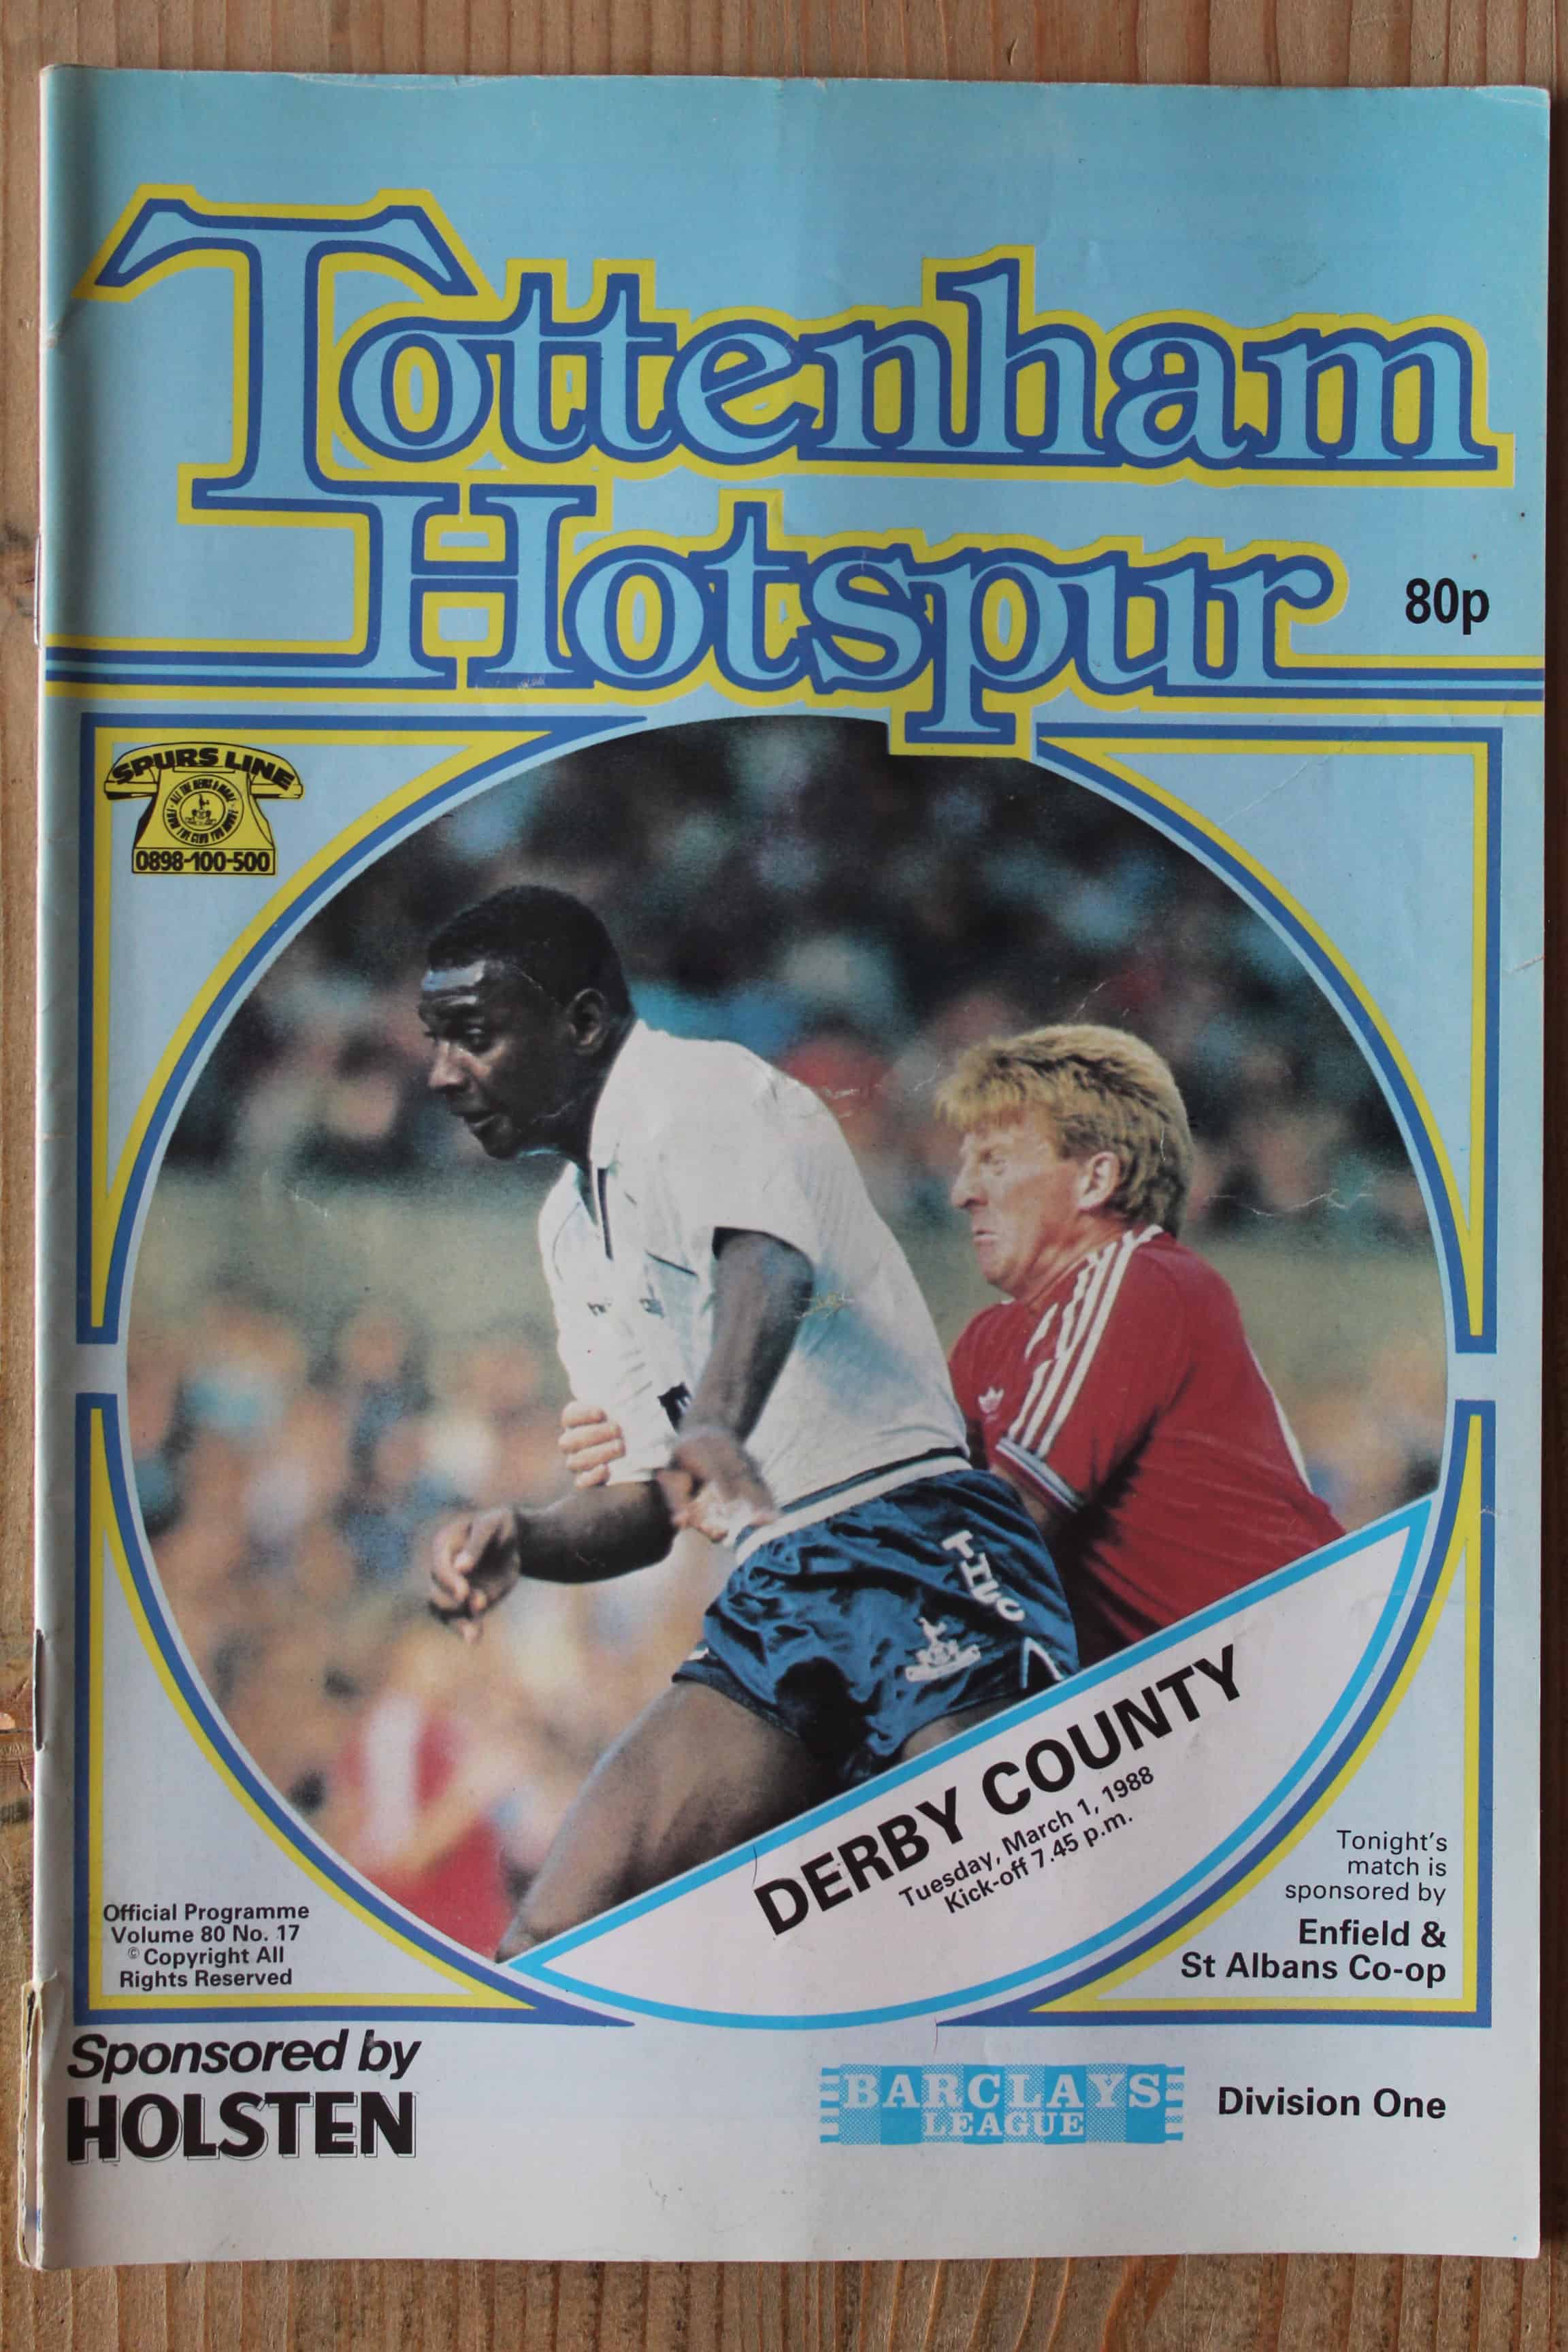 Tottenham
Hotspur
80p
SPURS LINE
0898-100-500
DERBY COUNTY
Tuesday, March 1, 1988
Kick-off 7.45 p.m.
Tonight's
match is
sponsored by
Enfield &
St Albans Co-op
Official Programme
Volume 80 No. 17
© Copyright All
Rights Reserved
Sponsored by
HOLSTEN
BARCLAYS
LEAGUE
Division One